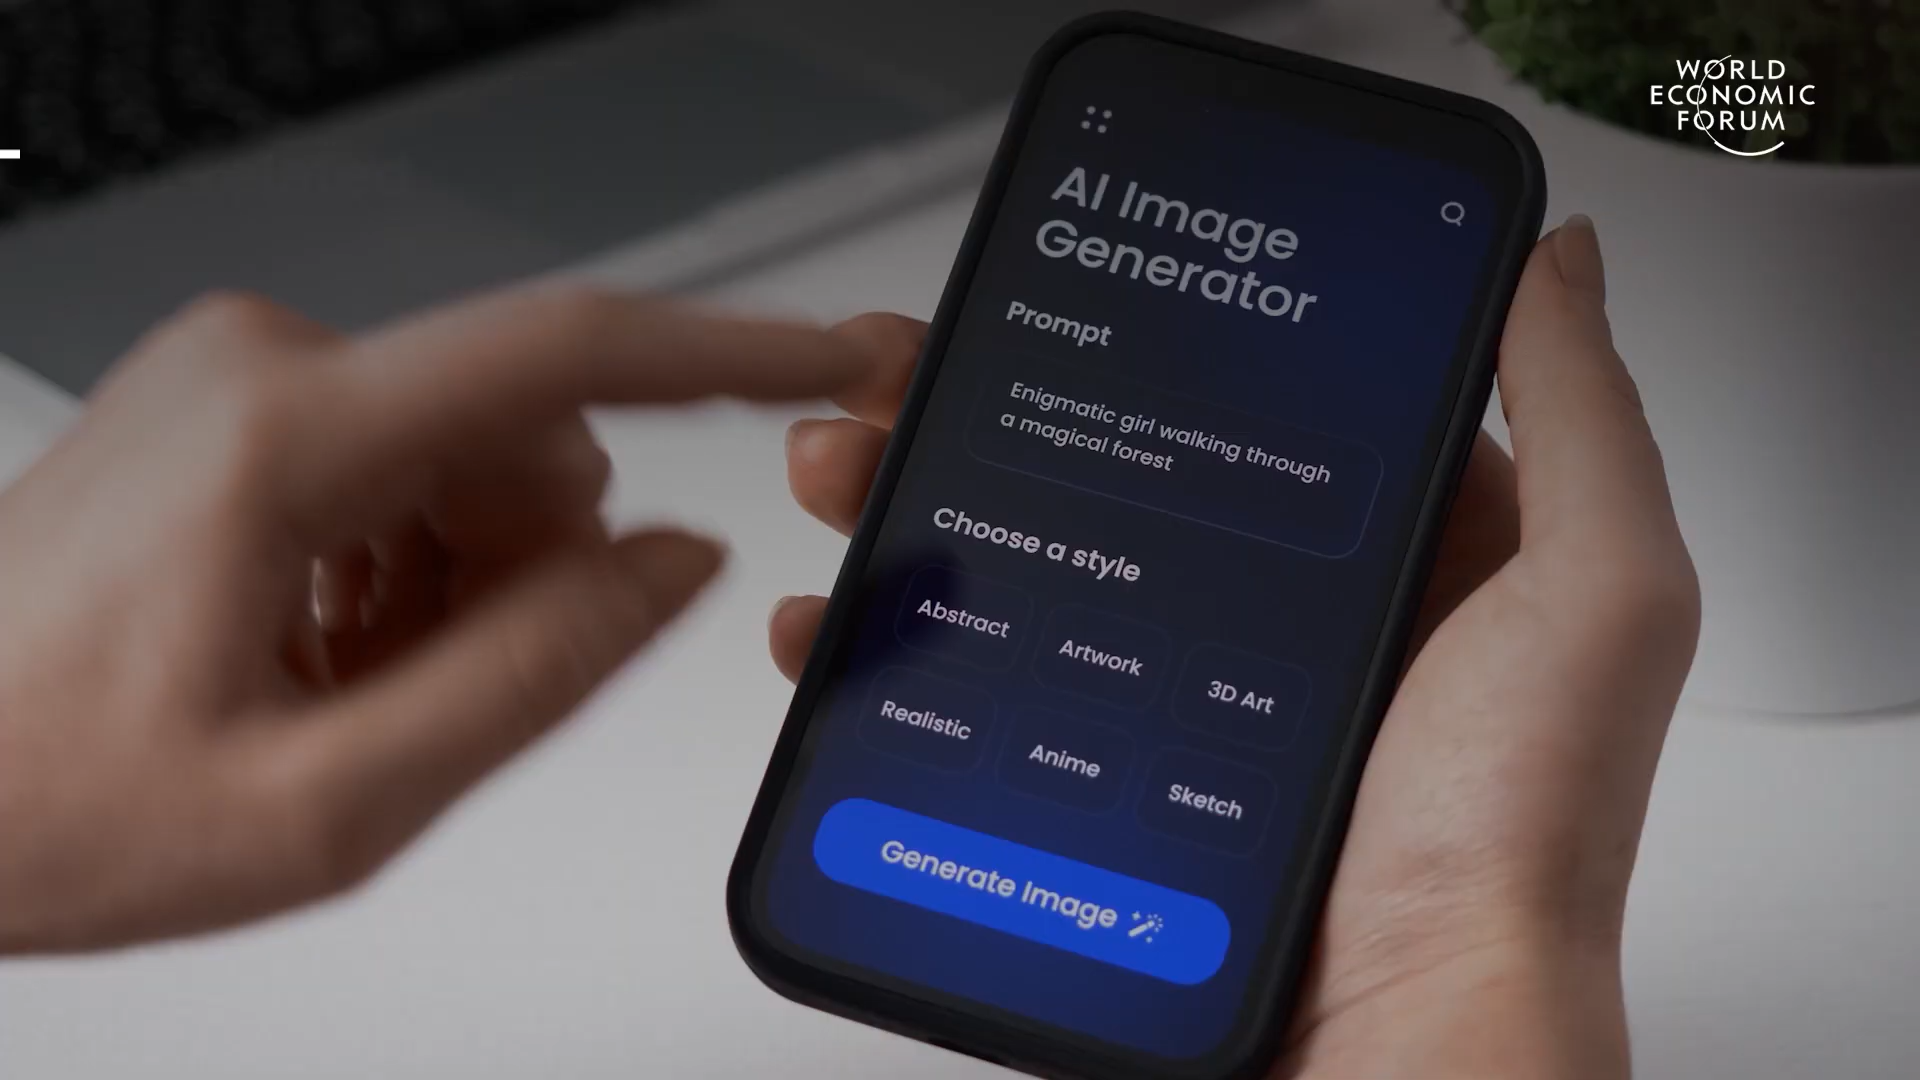 WORLD
ECONOMIC
FORUM
AI Image
Generator
Prompt
Enigmatic girl walking through
a magical forest
Choose a style
Abstract
Artwork
3D Art
Realistic
Anime
Sketch
Generate Image